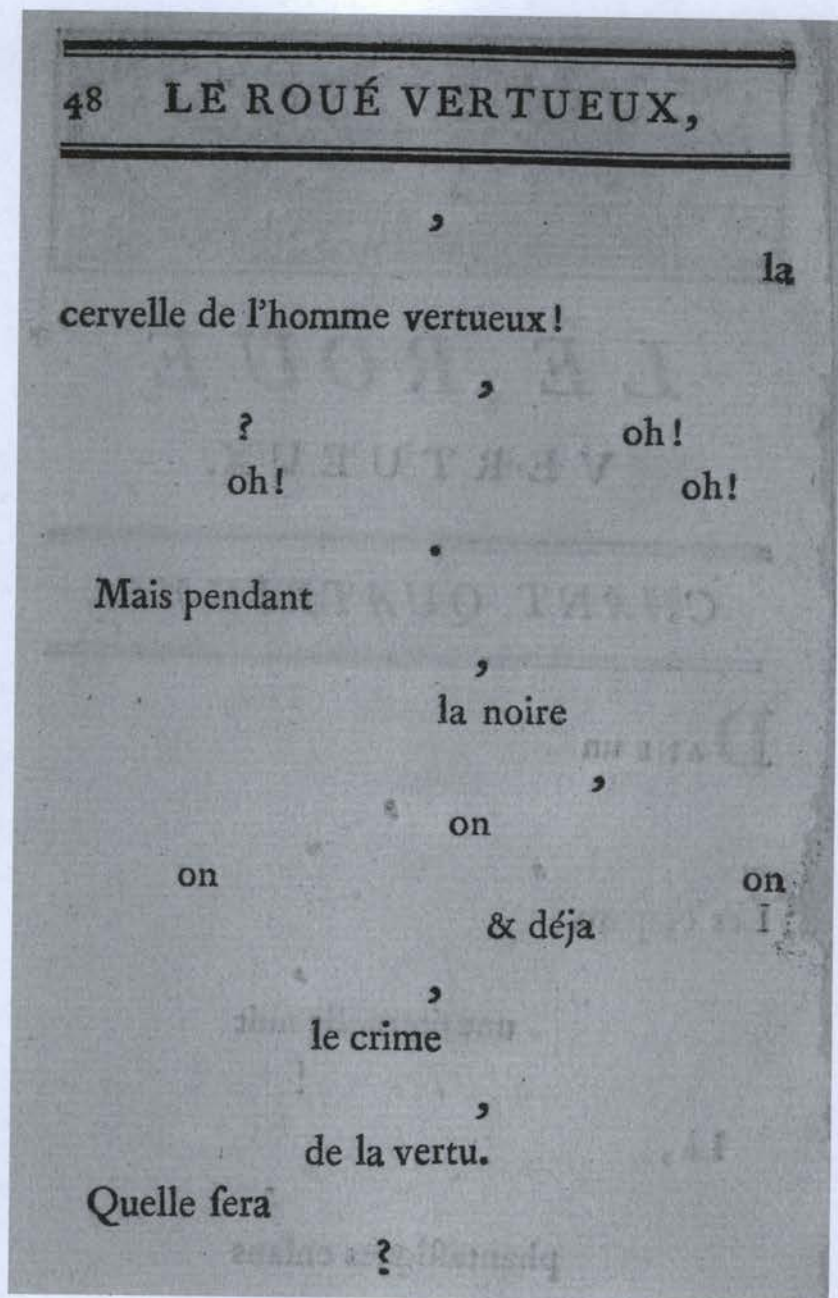 48 LE ROUÉ VERTUEUX,
,
la
cervelle de l'homme vertueux!
,
? oh!
oh! oh!
.
Mais pendant
,
la noire
,
on
on on
& déja
,
le crime
,
de la vertu.
Quelle ſera
?